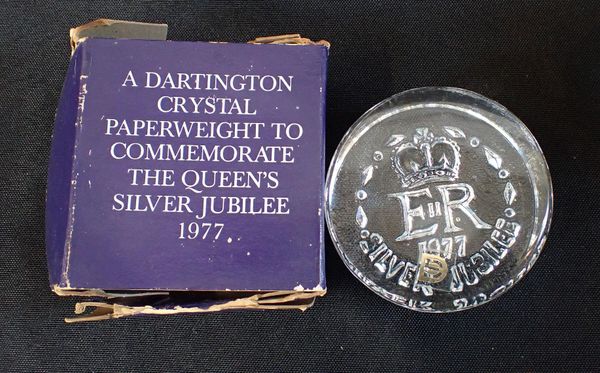 A DARTINGTON
CRYSTAL
PAPERWEIGHT TO
COMMEMORATE
THE QUEEN'S
SILVER JUBILEE
1977
EIIR
1977
SILVER JUBILEE
D